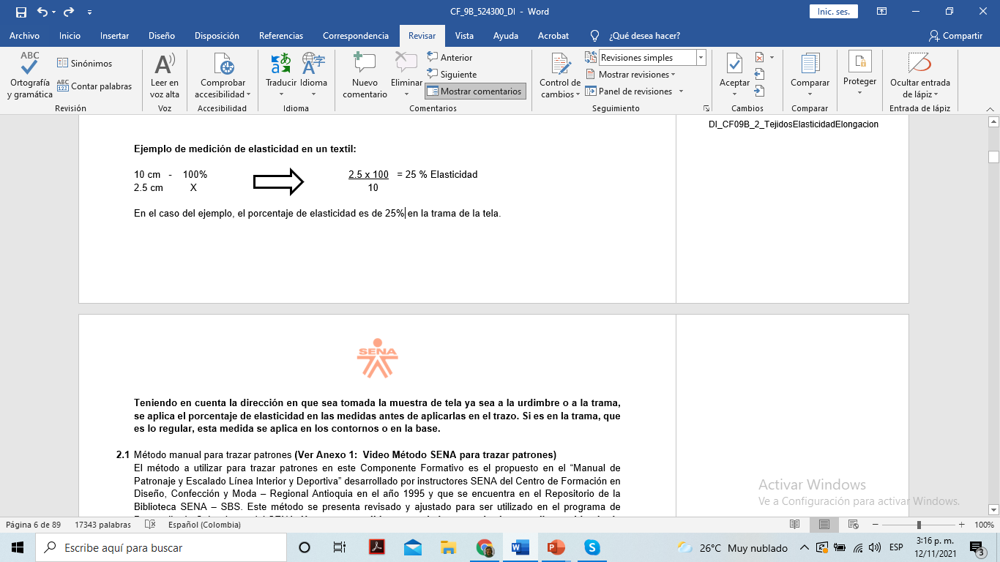 CF_9B_524300_DI - Word
Inic. ses.
Archivo Inicio Insertar Diseño Disposición Referencias Correspondencia Revisar Vista Ayuda Acrobat ¿Qué desea hacer? Compartir
ABC
Ortografía y gramática
Sinónimos
ABC
123
Contar palabras
Revisión
Leer en voz alta
Voz
Comprobar accesibilidad
Accesibilidad
Traducir
Idioma
Idioma
Nuevo comentario
Eliminar
Anterior
Siguiente
Mostrar comentarios
Comentarios
Control de cambios
Revisiones simples
Mostrar revisiones
Panel de revisiones
Seguimiento
Aceptar
Cambios
Comparar
Comparar
Proteger
Ocultar entrada de lápiz
Entrada de lápiz
DI_CF09B_2_TejidosElasticidadElongacion
Ejemplo de medición de elasticidad en un textil:
10 cm - 100% 2.5 x 100 = 25 % Elasticidad
2.5 cm X 10
En el caso del ejemplo, el porcentaje de elasticidad es de 25% en la trama de la tela.
SENA
Teniendo en cuenta la dirección en que sea tomada la muestra de tela ya sea a la urdimbre o a la trama,
se aplica el porcentaje de elasticidad en las medidas antes de aplicarlas en el trazo. Si es en la trama, que
es lo regular, esta medida se aplica en los contornos o en la base.
2.1 Método manual para trazar patrones (Ver Anexo 1: Video Método SENA para trazar patrones)
El método a utilizar para trazar patrones en este Componente Formativo es el propuesto en el “Manual de
Patronaje y Escalado Línea Interior y Deportiva” desarrollado por instructores SENA del Centro de Formación en
Diseño, Confección y Moda – Regional Antioquia en el año 1995 y que se encuentra en el Repositorio de la
Biblioteca SENA – SBS. Este método se presenta revisado y ajustado para ser utilizado en el programa de
Activar Windows
Ve a Configuración para activar Windows.
Página 6 de 89 17343 palabras Español (Colombia) 100%
Escribe aquí para buscar
26°C Muy nublado
ESP
3:16 p. m.
12/11/2021
3